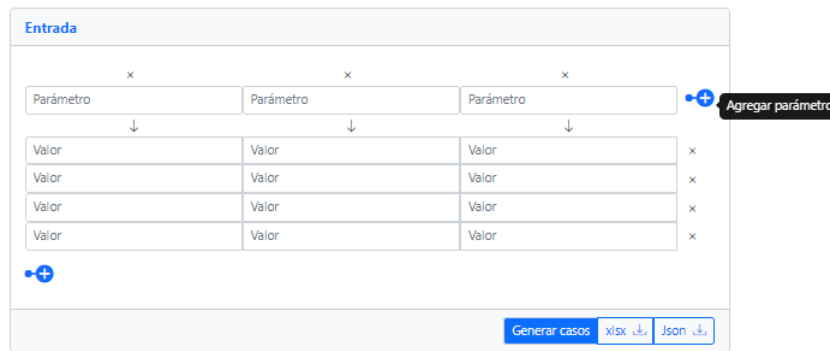 Entrada
× × ×
Parámetro Parámetro Parámetro
Agregar parámetro
↓ ↓ ↓
Valor Valor Valor ×
Valor Valor Valor ×
Valor Valor Valor ×
Valor Valor Valor ×
Generar casos xlsx Json